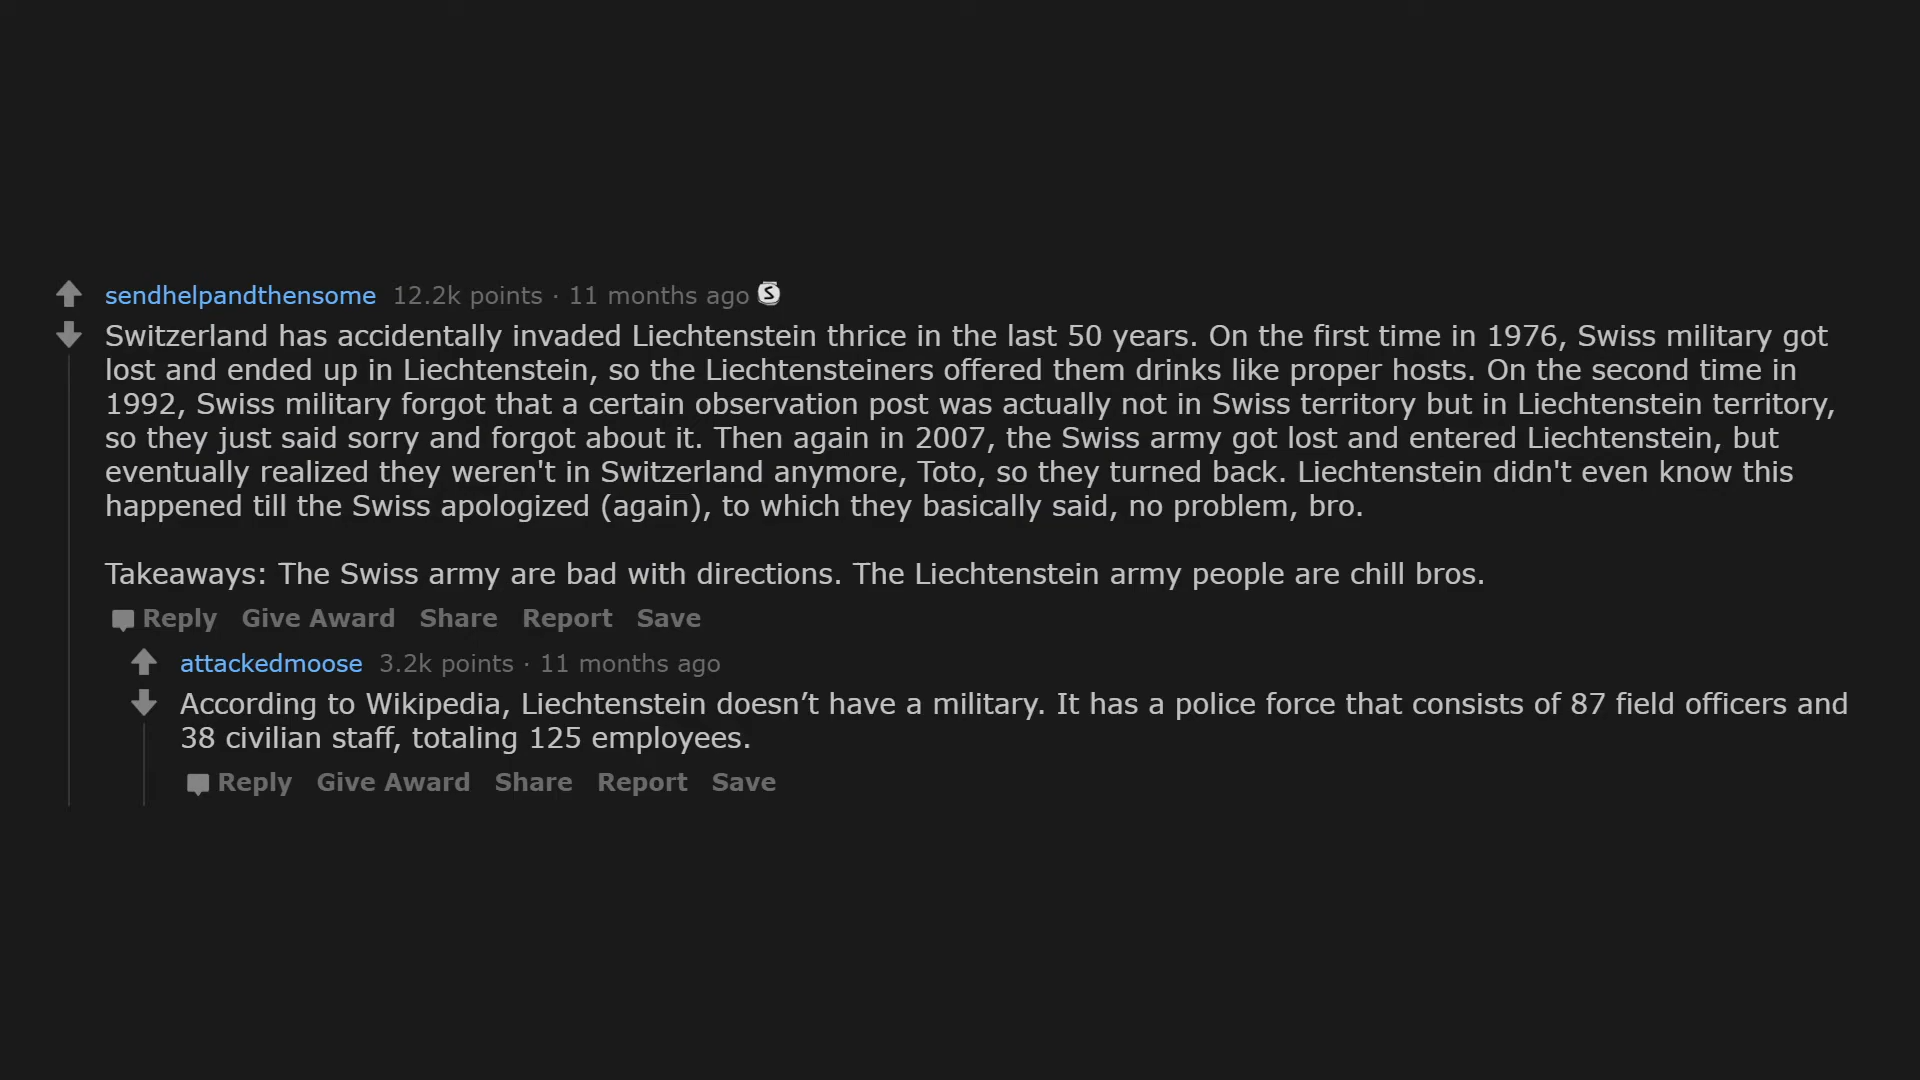 sendhelpandthensome 12.2k points · 11 months ago S
Switzerland has accidentally invaded Liechtenstein thrice in the last 50 years. On the first time in 1976, Swiss military got
lost and ended up in Liechtenstein, so the Liechtensteiners offered them drinks like proper hosts. On the second time in
1992, Swiss military forgot that a certain observation post was actually not in Swiss territory but in Liechtenstein territory,
so they just said sorry and forgot about it. Then again in 2007, the Swiss army got lost and entered Liechtenstein, but
eventually realized they weren't in Switzerland anymore, Toto, so they turned back. Liechtenstein didn't even know this
happened till the Swiss apologized (again), to which they basically said, no problem, bro.
Takeaways: The Swiss army are bad with directions. The Liechtenstein army people are chill bros.
Reply Give Award Share Report Save
attackedmoose 3.2k points · 11 months ago
According to Wikipedia, Liechtenstein doesn’t have a military. It has a police force that consists of 87 field officers and
38 civilian staff, totaling 125 employees.
Reply Give Award Share Report Save